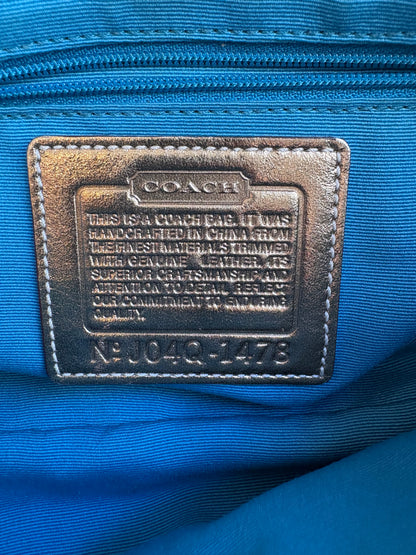 COACH
THIS IS A COACH BAG. IT WAS
HANDCRAFTED IN CHINA FROM
THE FINEST MATERIALS TRIMMED
WITH GENUINE LEATHER. ITS
SUPERIOR CRAFTSMANSHIP AND
ATTENTION TO DETAIL REFLECT
OUR COMMITMENT TO ENDURING
QUALITY.
Nº J04Q-1473